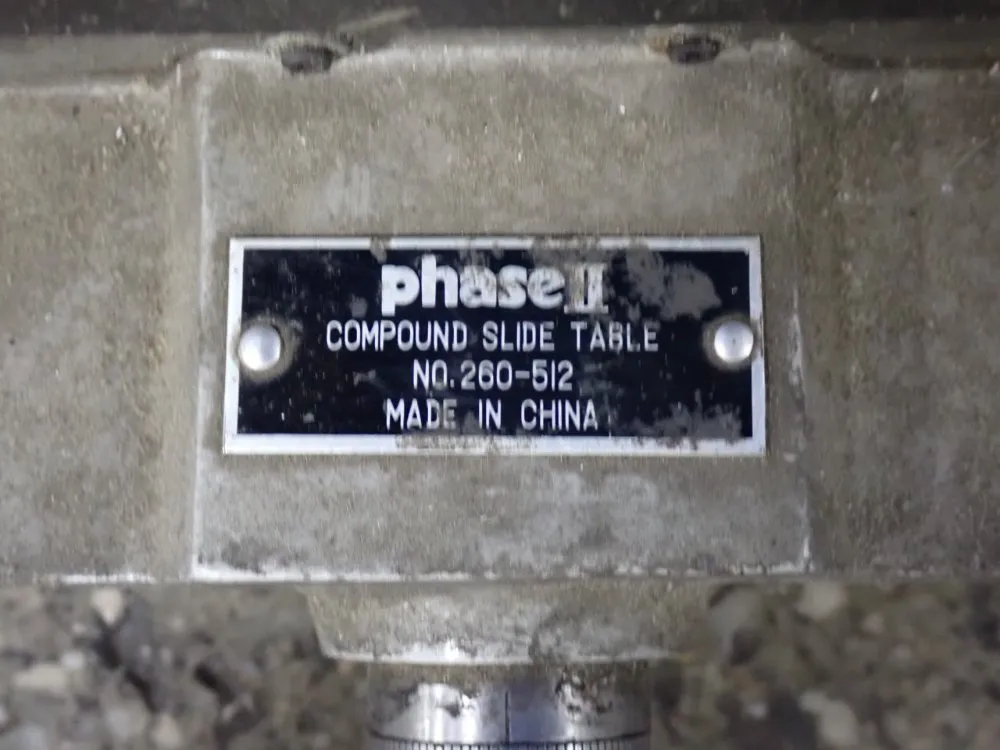 phase II
COMPOUND SLIDE TABLE
NO.260-512
MADE IN CHINA